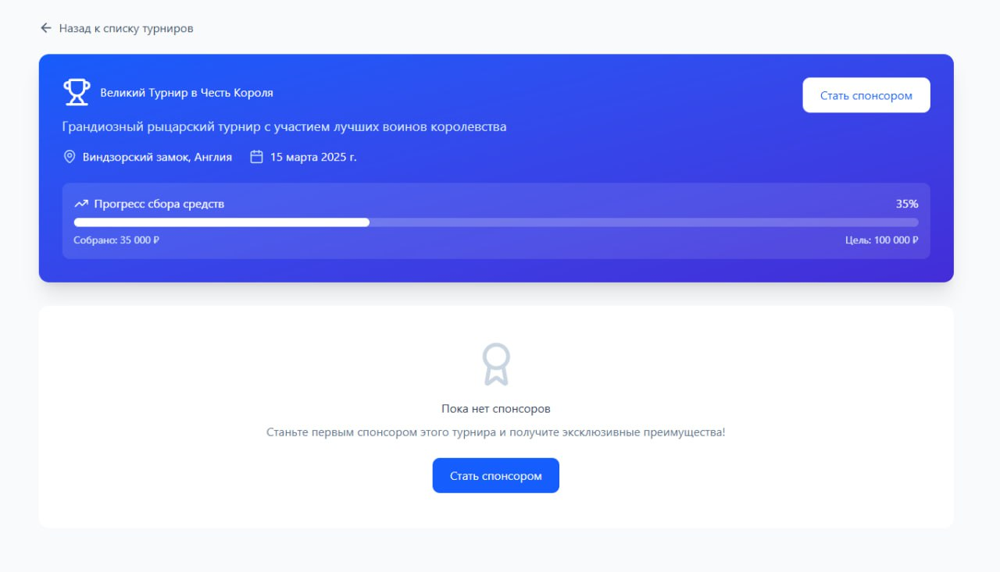 Назад к списку турниров
Великий Турнир в Честь Короля
Стать спонсором
Грандиозный рыцарский турнир с участием лучших воинов королевства
Виндзорский замок, Англия 15 марта 2025 г.
Прогресс сбора средств 35%
Собрано: 35 000 ₽ Цель: 100 000 ₽
Пока нет спонсоров
Станьте первым спонсором этого турнира и получите эксклюзивные преимущества!
Стать спонсором